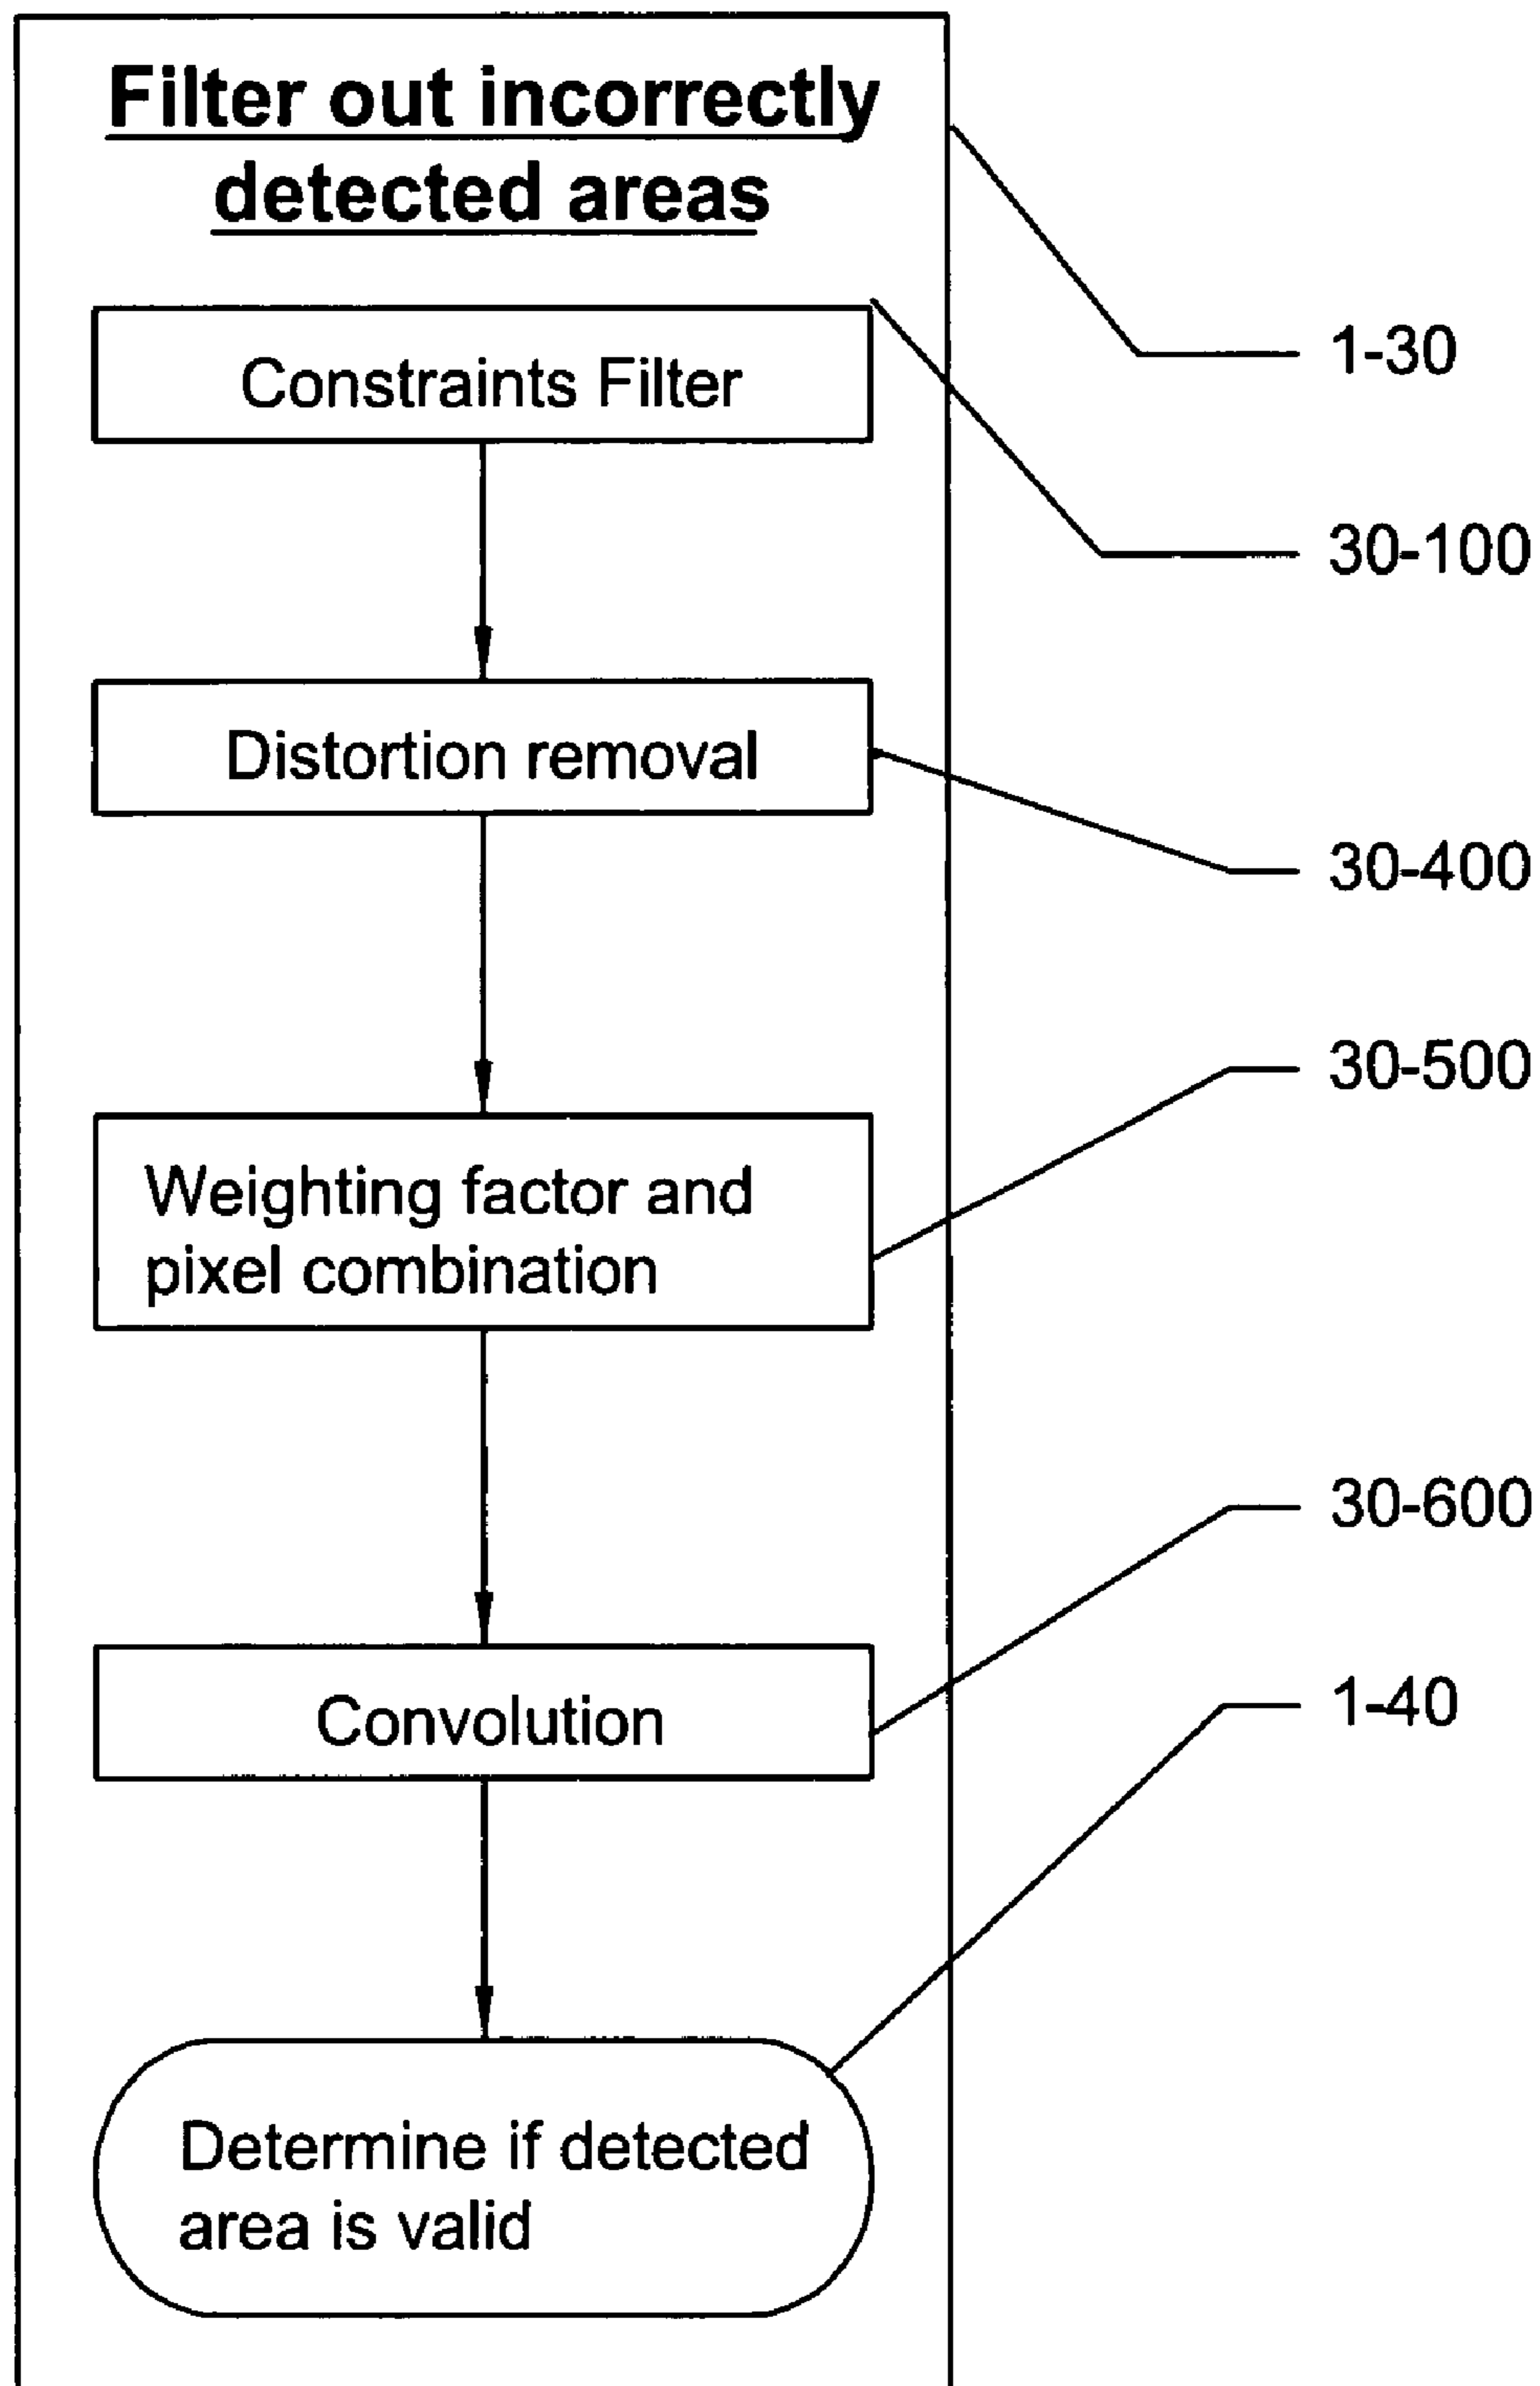 Filter out incorrectly
detected areas
Constraints Filter
1-30
30-100
Distortion removal
30-400
30-500
Weighting factor and
pixel combination
30-600
Convolution
1-40
Determine if detected
area is valid